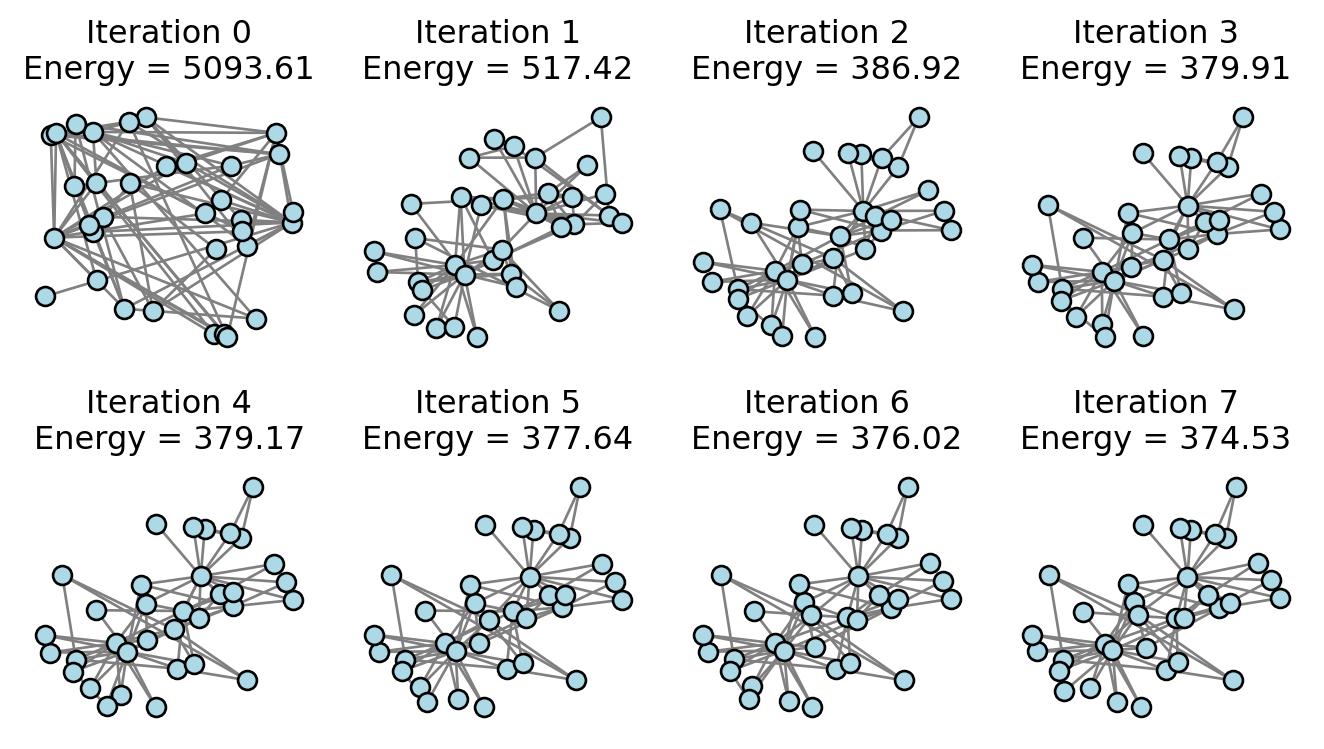 Iteration 0
Energy = 5093.61
Iteration 1
Energy = 517.42
Iteration 2
Energy = 386.92
Iteration 3
Energy = 379.91
Iteration 4
Energy = 379.17
Iteration 5
Energy = 377.64
Iteration 6
Energy = 376.02
Iteration 7
Energy = 374.53